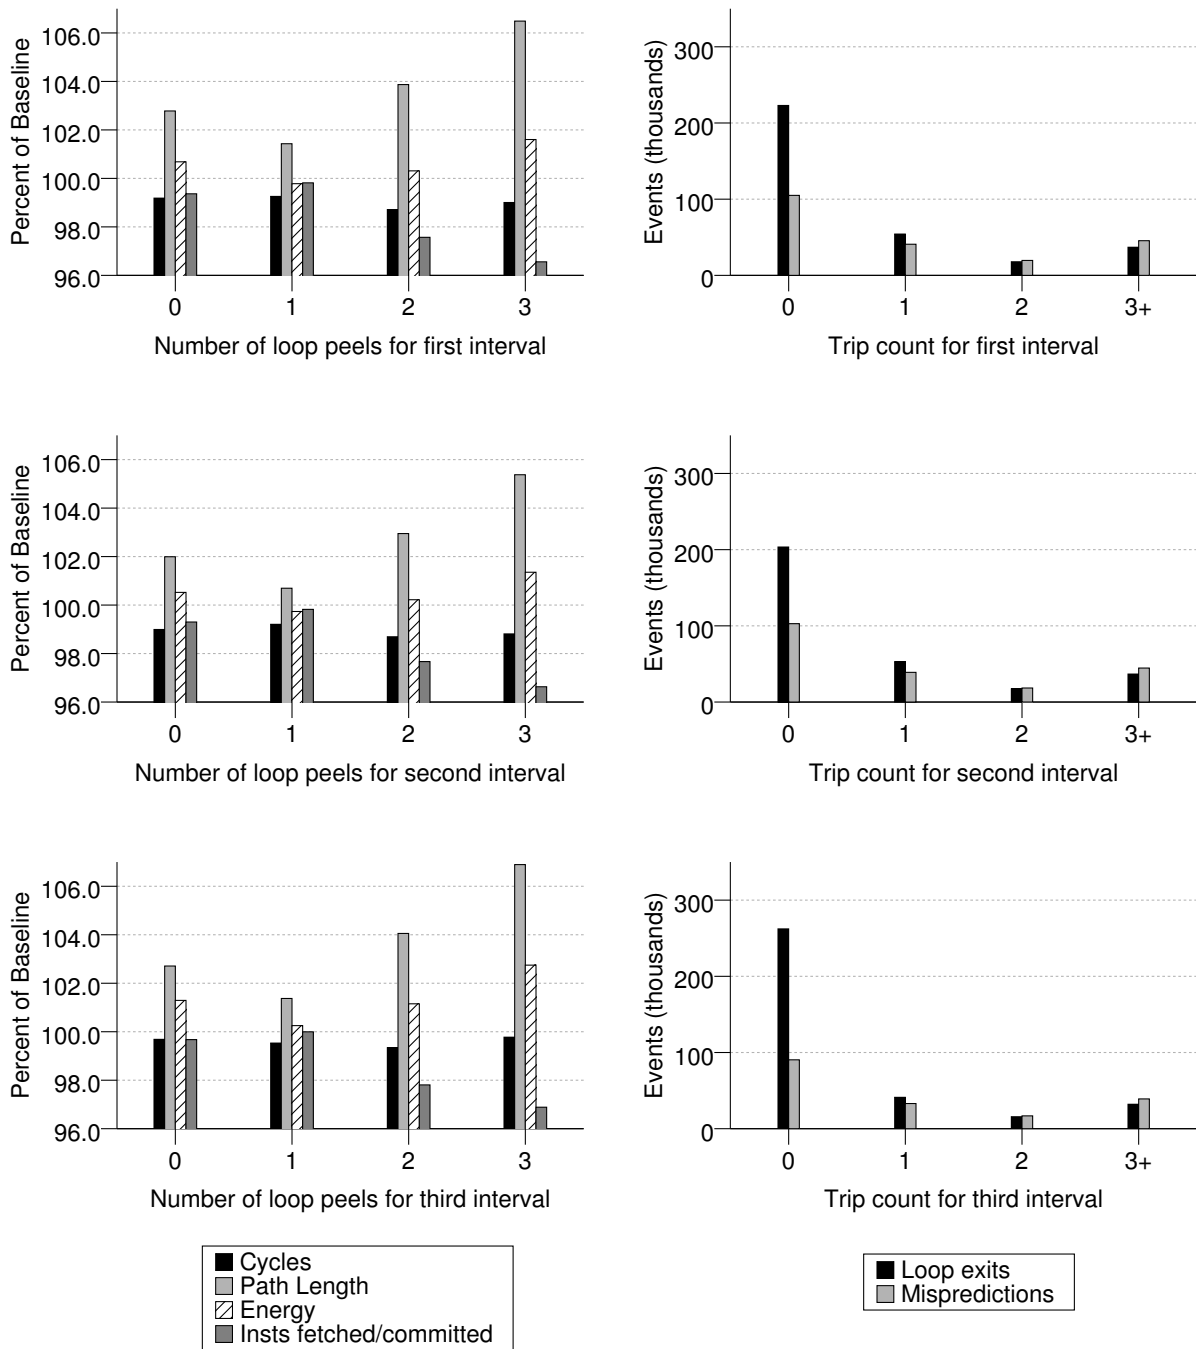 Percent of Baseline
106.0
104.0
102.0
100.0
98.0
96.0
0 1 2 3
Number of loop peels for first interval
Events (thousands)
300
200
100
0
0 1 2 3+
Trip count for first interval
Percent of Baseline
106.0
104.0
102.0
100.0
98.0
96.0
0 1 2 3
Number of loop peels for second interval
Events (thousands)
300
200
100
0
0 1 2 3+
Trip count for second interval
Percent of Baseline
106.0
104.0
102.0
100.0
98.0
96.0
0 1 2 3
Number of loop peels for third interval
Events (thousands)
300
200
100
0
0 1 2 3+
Trip count for third interval
Cycles
Path Length
Energy
Insts fetched/committed
Loop exits
Mispredictions